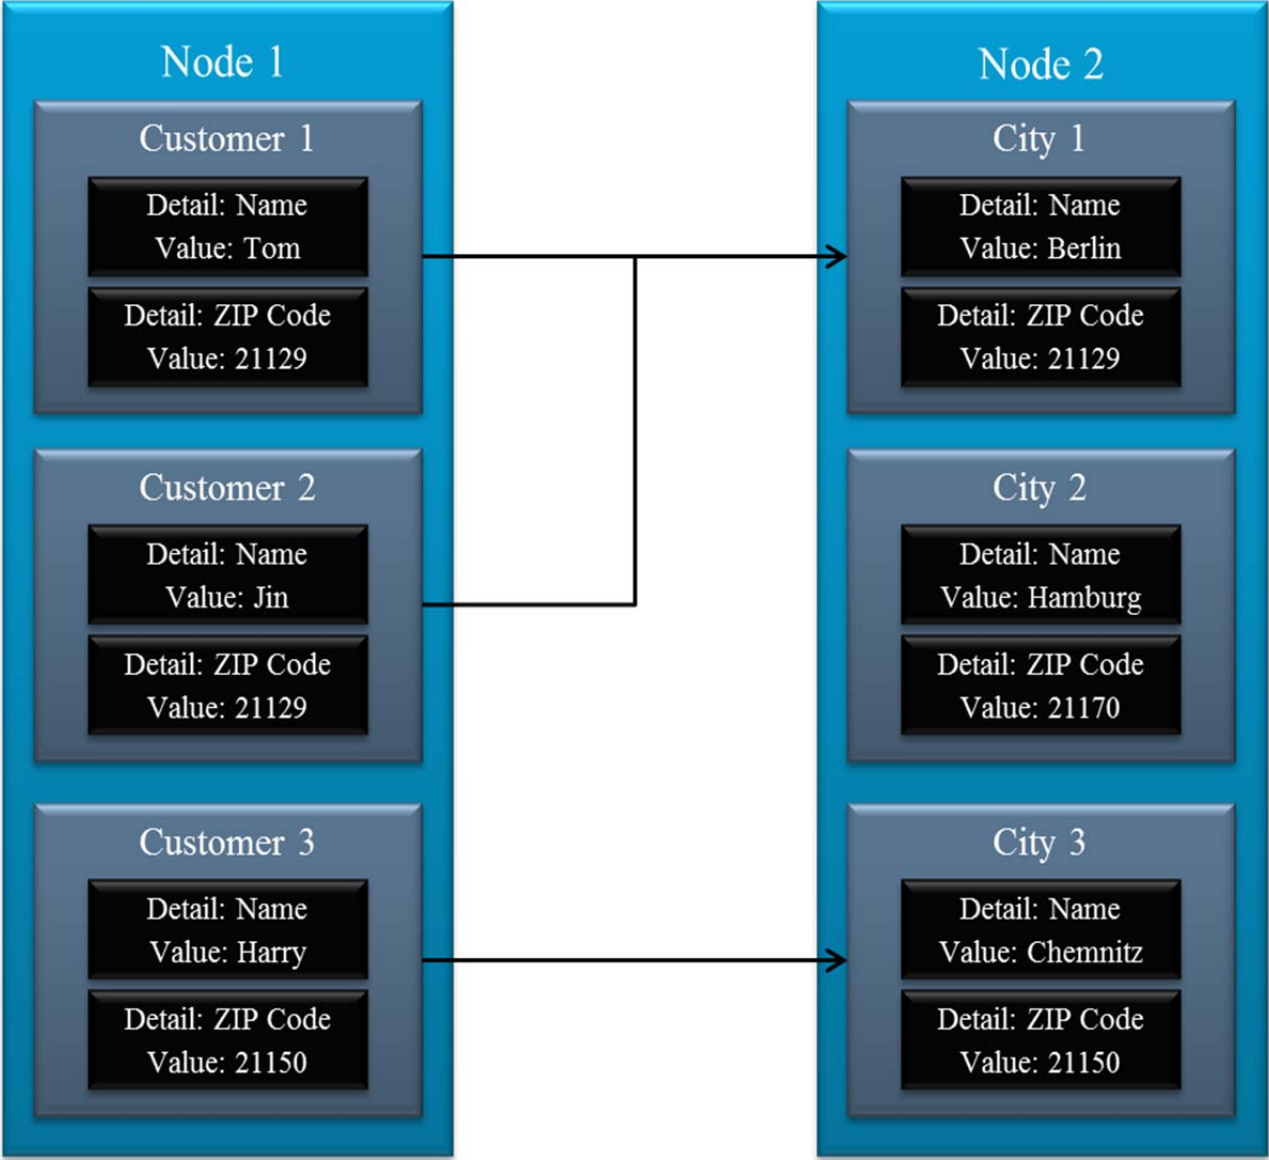 Node 1
Customer 1
Detail: Name
Value: Tom
Detail: ZIP Code
Value: 21129
Customer 2
Detail: Name
Value: Jin
Detail: ZIP Code
Value: 21129
Customer 3
Detail: Name
Value: Harry
Detail: ZIP Code
Value: 21150
Node 2
City 1
Detail: Name
Value: Berlin
Detail: ZIP Code
Value: 21129
City 2
Detail: Name
Value: Hamburg
Detail: ZIP Code
Value: 21170
City 3
Detail: Name
Value: Chemnitz
Detail: ZIP Code
Value: 21150